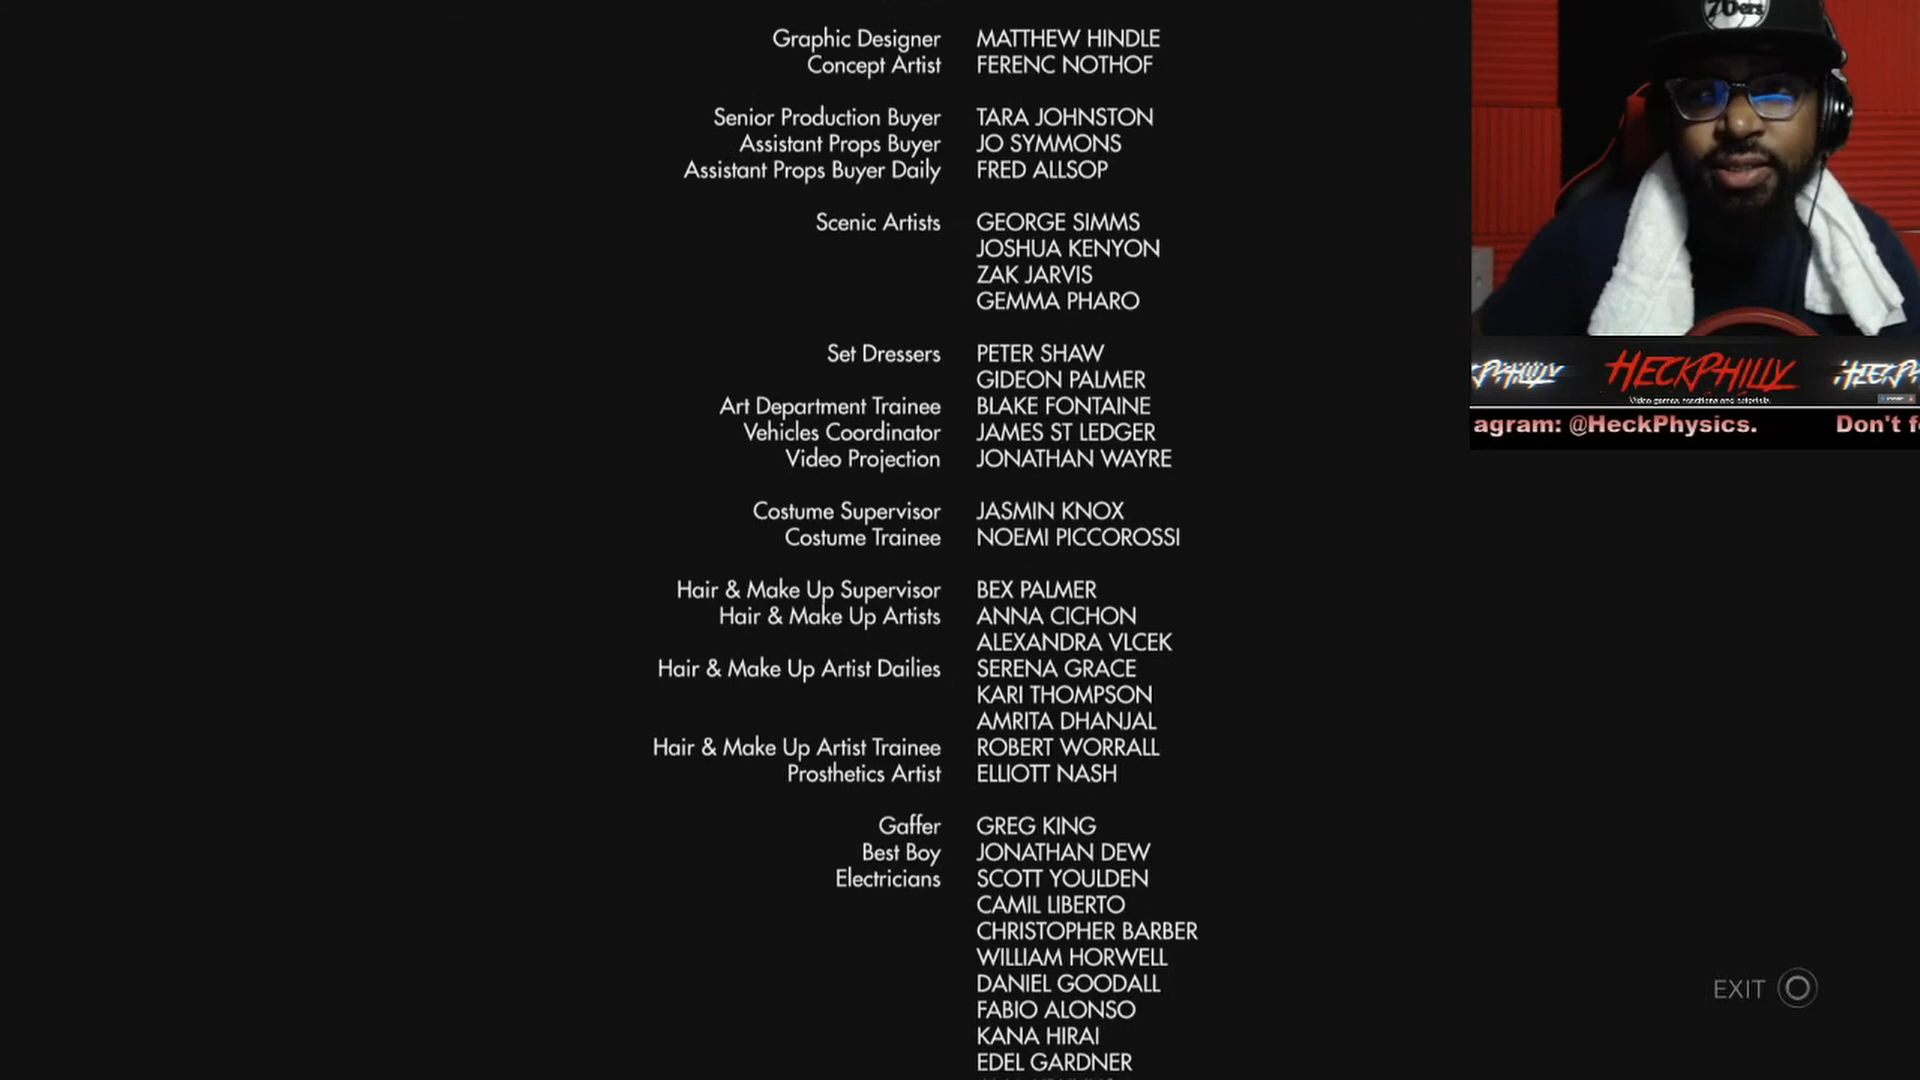 Graphic Designer MATTHEW HINDLE
Concept Artist FERENC NOTHOF
Senior Production Buyer TARA JOHNSTON
Assistant Props Buyer JO SYMMONS
Assistant Props Buyer Daily FRED ALLSOP
Scenic Artists GEORGE SIMMS
JOSHUA KENYON
ZAK JARVIS
GEMMA PHARO
Set Dressers PETER SHAW
GIDEON PALMER
Art Department Trainee BLAKE FONTAINE
Vehicles Coordinator JAMES ST LEDGER
Video Projection JONATHAN WAYRE
Costume Supervisor JASMIN KNOX
Costume Trainee NOEMI PICCOROSSI
Hair & Make Up Supervisor BEX PALMER
Hair & Make Up Artists ANNA CICHON
ALEXANDRA VLCEK
Hair & Make Up Artist Dailies SERENA GRACE
KARI THOMPSON
AMRITA DHANJAL
Hair & Make Up Artist Trainee ROBERT WORRALL
Prosthetics Artist ELLIOTT NASH
Gaffer GREG KING
Best Boy JONATHAN DEW
Electricians SCOTT YOULDEN
CAMIL LIBERTO
CHRISTOPHER BARBER
WILLIAM HORWELL
DANIEL GOODALL
FABIO ALONSO
KANA HIRAI
EDEL GARDNER
76ers
HECKPHILLY
Video games reactions and tutorials.
agram: @HeckPhysics. Don't f
EXIT